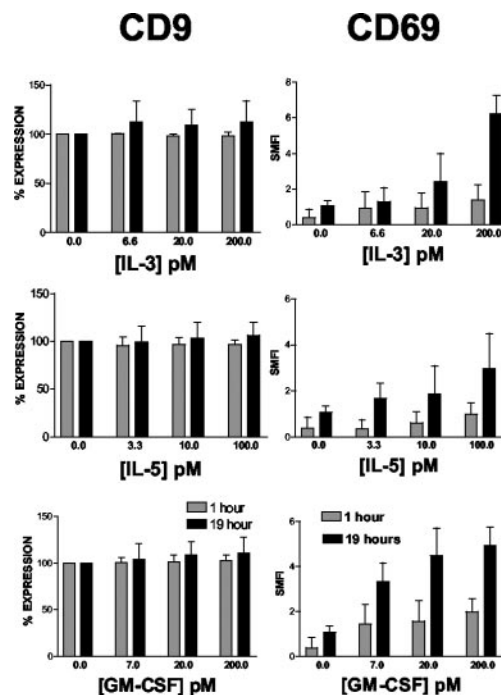 CD9 CD69
% EXPRESSION
150
100
50
0
0.0 6.6 20.0 200.0
[IL-3] pM
SMFI
6
4
2
0
0.0 6.6 20.0 200.0
[IL-3] pM
% EXPRESSION
150
100
50
0
0.0 3.3 10.0 100.0
[IL-5] pM
SMFI
6
4
2
0
0.0 3.3 10.0 100.0
[IL-5] pM
% EXPRESSION
150
100
50
0
1 hour
19 hour
0.0 7.0 20.0 200.0
[GM-CSF] pM
SMFI
6
4
2
0
1 hour
19 hours
0.0 7.0 20.0 200.0
[GM-CSF] pM